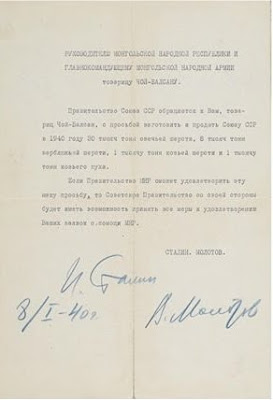 РУКОВОДИТЕЛЮ МОНГОЛЬСКОЙ НАРОДНОЙ РЕСПУБЛИКИ И
ГЛАВНОКОМАНДУЮЩЕМУ МОНГОЛЬСКОЙ НАРОДНОЙ АРМИИ
товарищу ЧОЙ-БАЛСАНУ.
Правительство Союза ССР обращается к Вам, това-
рищ Чой-Балсан, с просьбой заготовить и продать Союзу ССР
в 1940 году тысяч тонн овечьей шерсти, 2 тысячи тонн
верблюжьей шерсти, 1 тысячу тонн козьей шерсти и 1 тысячу
тонн козьего пуха.
Если Правительство МНР сможет удовлетворить эту
нашу просьбу, то Советское Правительство со своей стороны
будет иметь возможность принять все меры к удовлетворению
Ваших заявок о помощи МНР.
СТАЛИН. МОЛОТОВ.
И. Сталин
8/I-40г.
В. Молотов